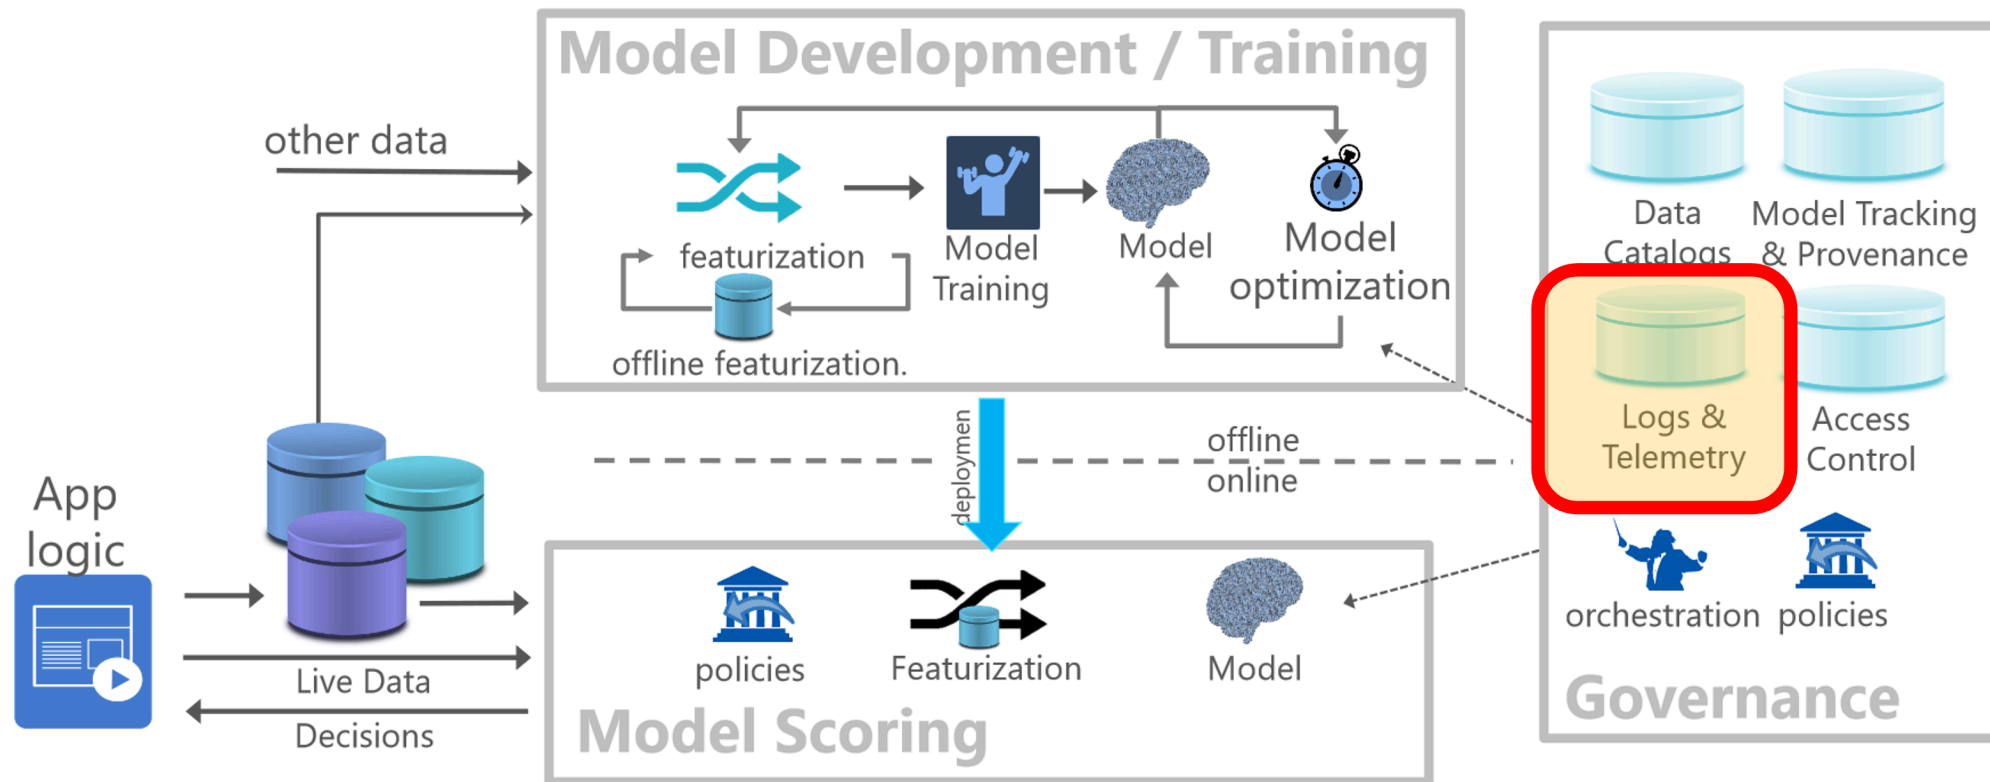 Model Development / Training
other data
featurization
Model
Training
Model
Model
optimization
offline featurization.
deploymen
offline
online
App
logic
Live Data
Decisions
policies
Featurization
Model
Model Scoring
Data
Catalogs
Model Tracking
& Provenance
Logs &
Telemetry
Access
Control
orchestration
policies
Governance